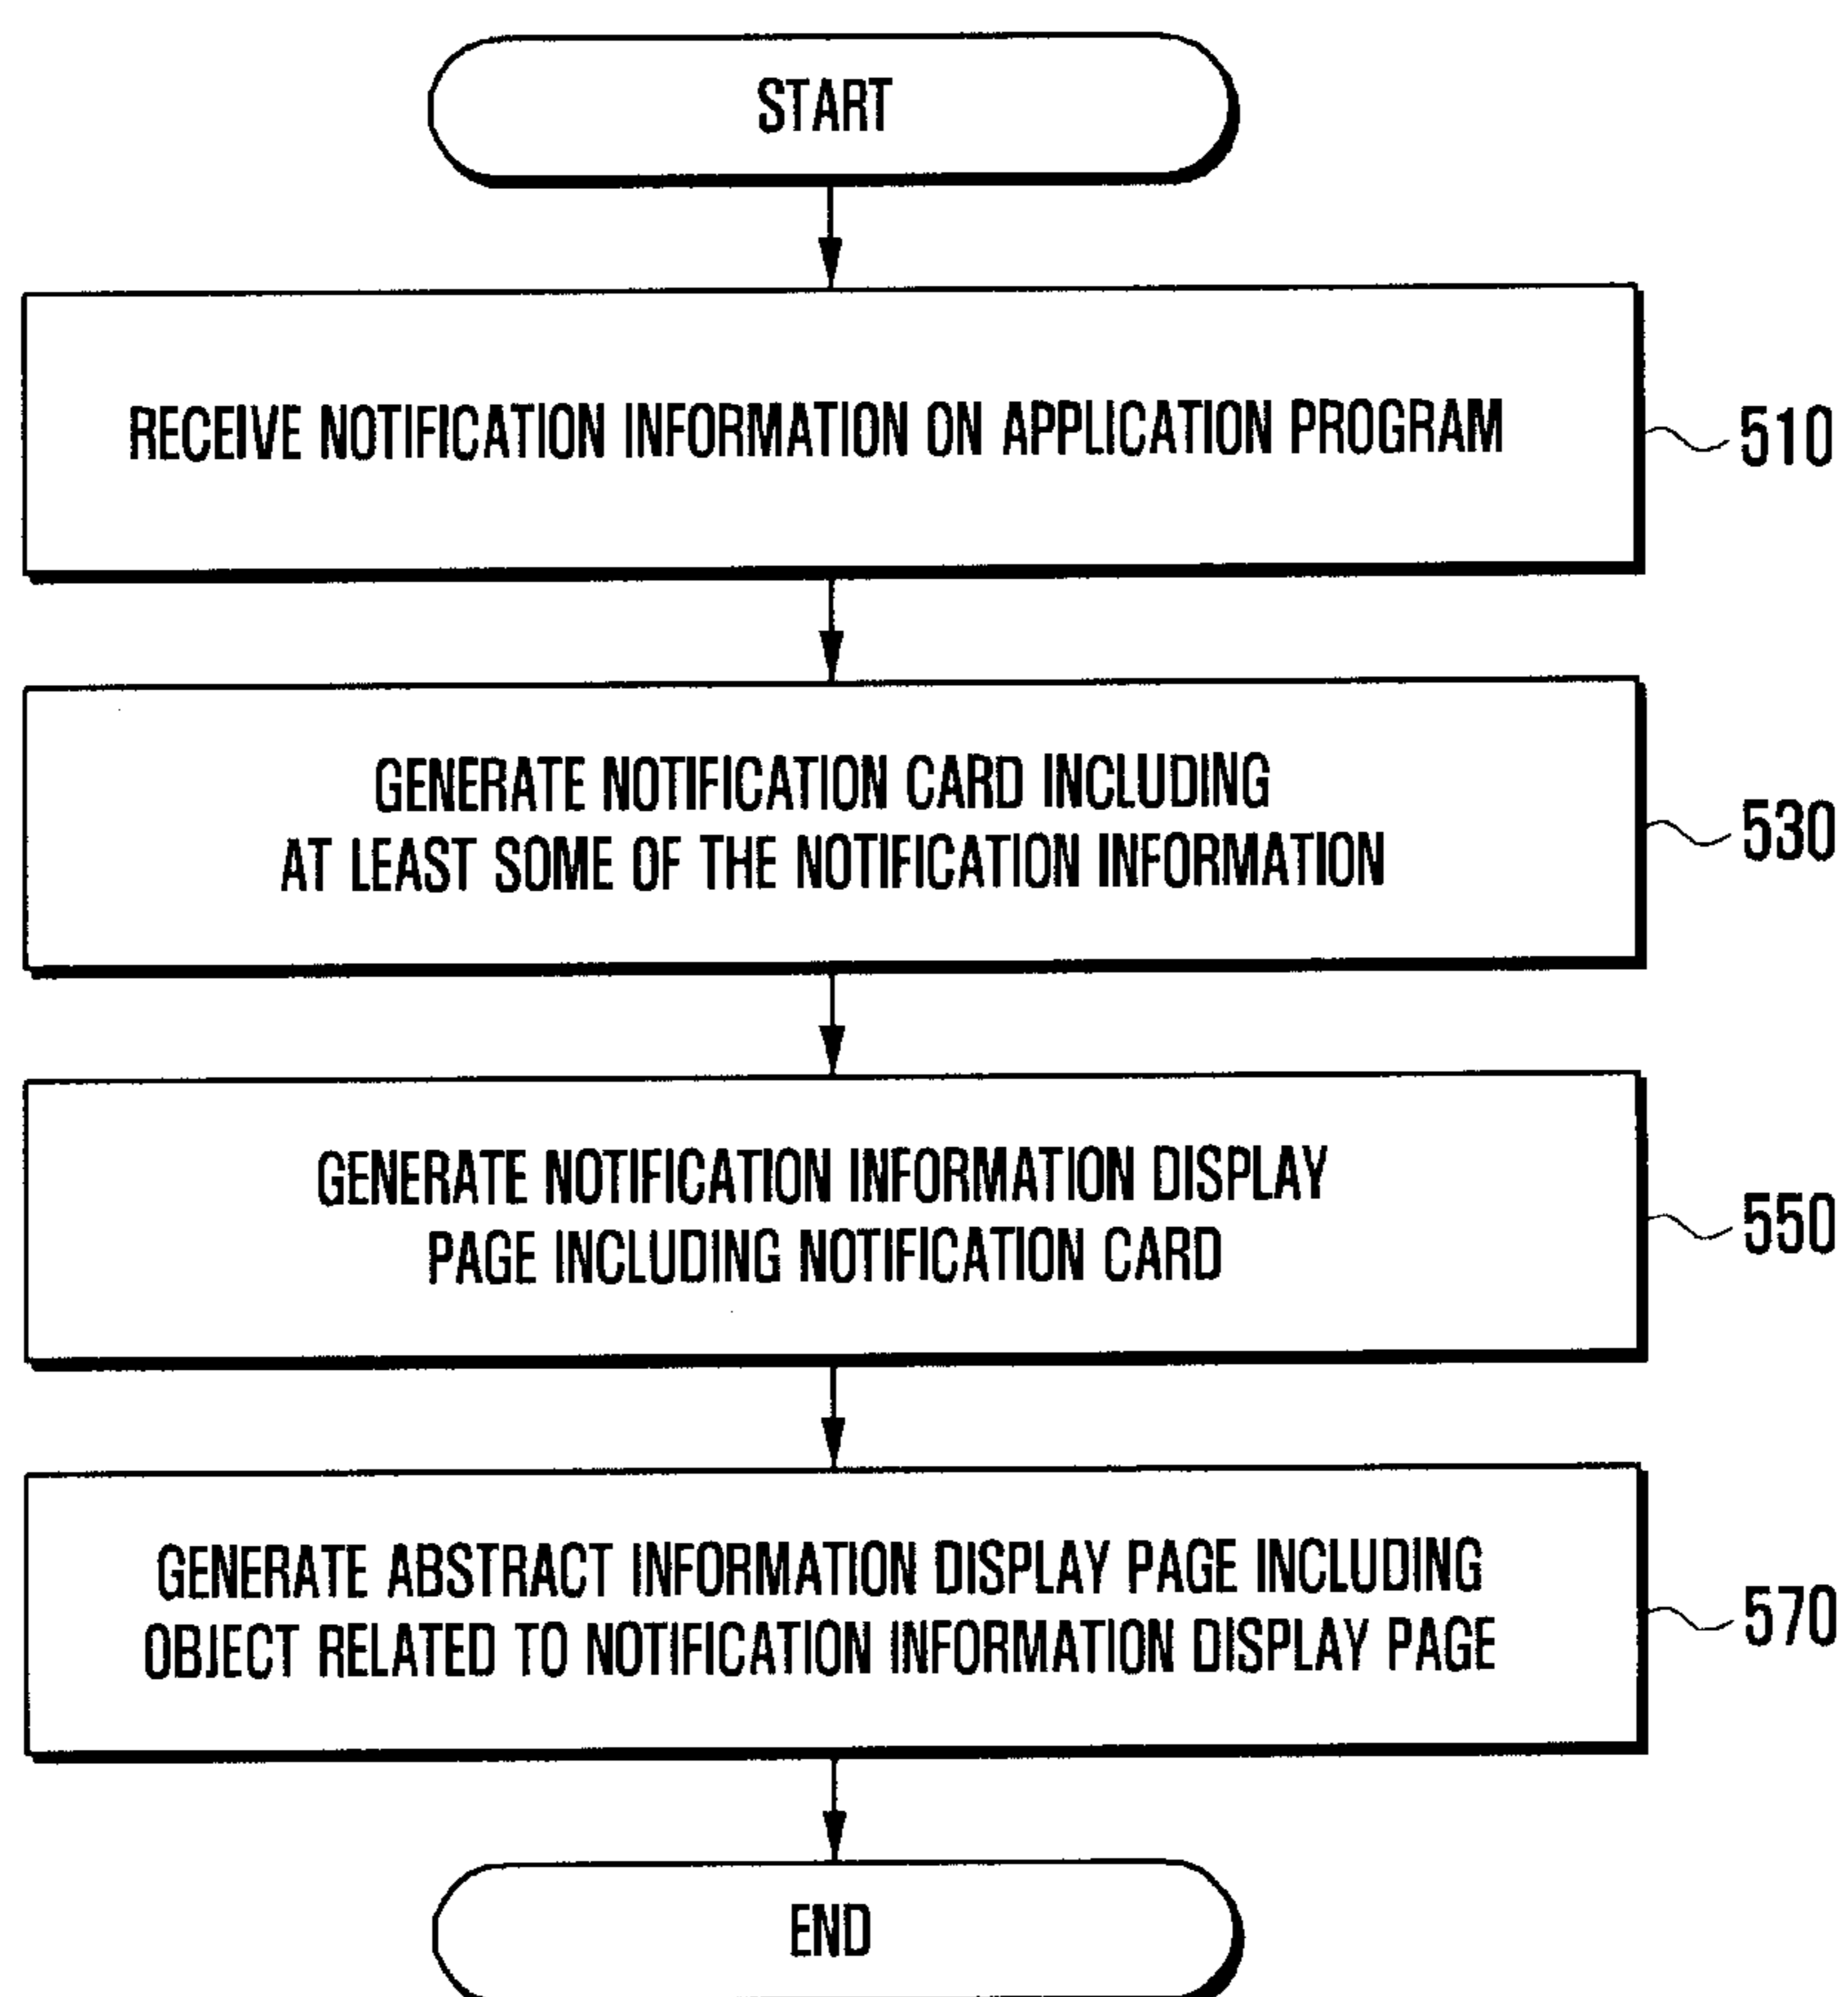 START
RECEIVE NOTIFICATION INFORMATION ON APPLICATION PROGRAM
510
GENERATE NOTIFICATION CARD INCLUDING
AT LEAST SOME OF THE NOTIFICATION INFORMATION
530
GENERATE NOTIFICATION INFORMATION DISPLAY
PAGE INCLUDING NOTIFICATION CARD
550
GENERATE ABSTRACT INFORMATION DISPLAY PAGE INCLUDING
OBJECT RELATED TO NOTIFICATION INFORMATION DISPLAY PAGE
570
END